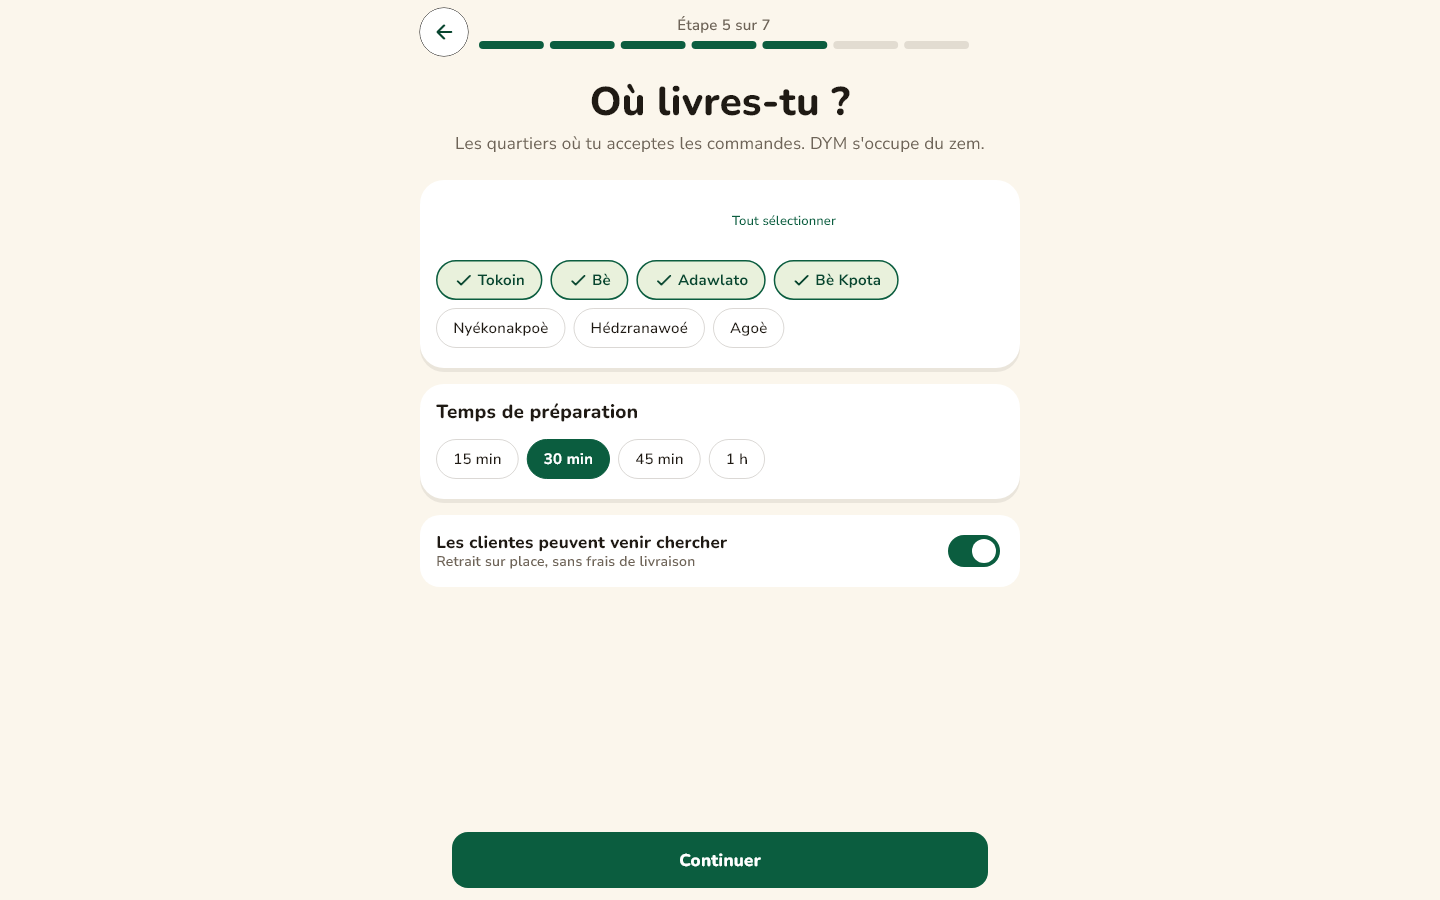 Étape 5 sur 7
Où livres-tu ?
Les quartiers où tu acceptes les commandes. DYM s'occupe du zem.
Tout sélectionner
Tokoin Bè Adawlato Bè Kpota
Nyékonakpoè Hédzranawoé Agoè
Temps de préparation
15 min 30 min 45 min 1 h
Les clientes peuvent venir chercher
Retrait sur place, sans frais de livraison
Continuer